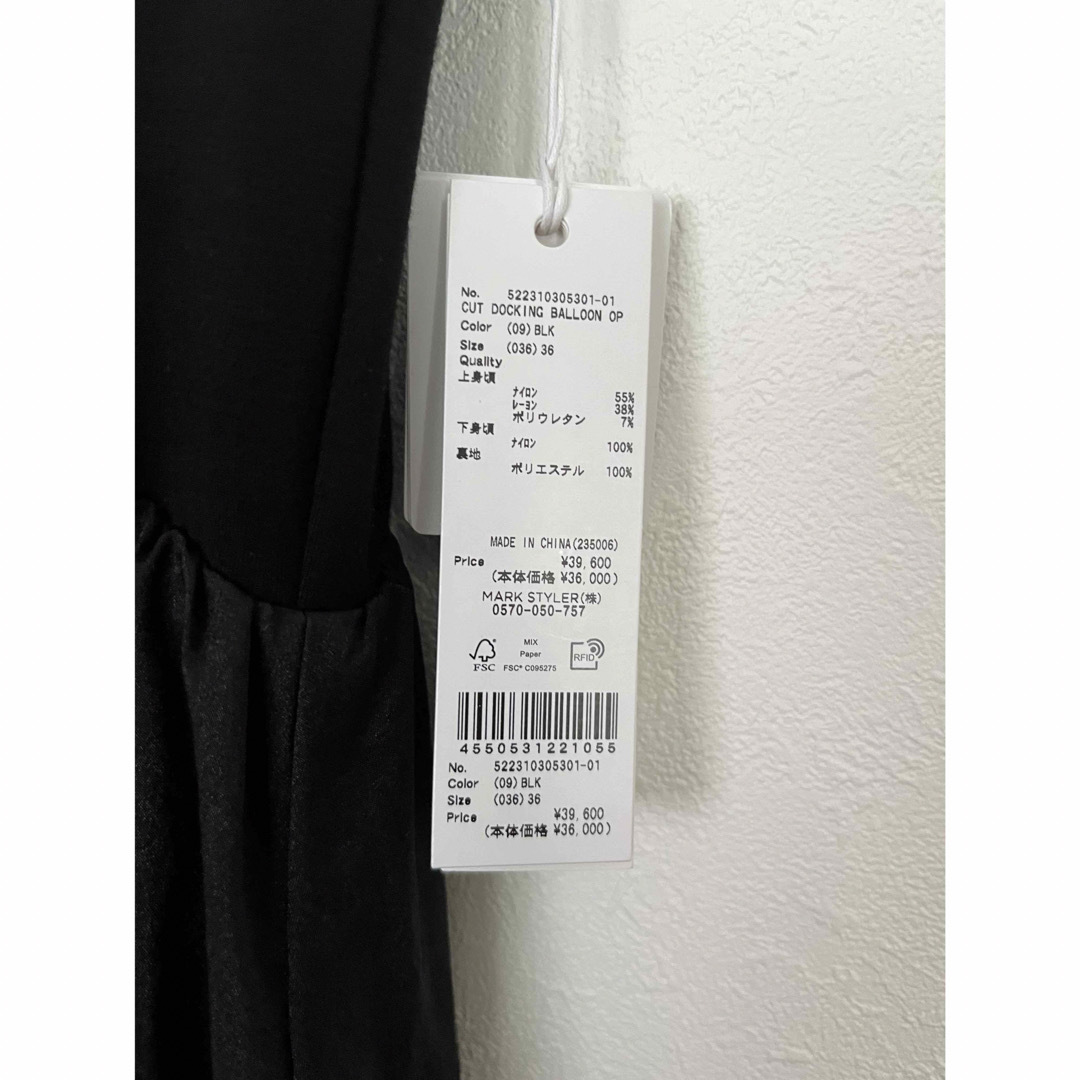 No. 522310305301-01
CUT DOCKING BALLOON OP
Color (09)BLK
Size (036)36
Quality
上身頃
ﾅｲﾛﾝ 55%
ﾚｰﾖﾝ 38%
ポリウレタン 7%
下身頃
ﾅｲﾛﾝ 100%
裏地
ポリエステル 100%
MADE IN CHINA(235006)
Price ¥39,600
(本体価格 ¥36,000)
MARK STYLER(株)
0570-050-757
FSC
MIX
Paper
FSC® C095275
RFID
4550531221055
No. 522310305301-01
Color (09)BLK
Size (036)36
Price ¥39,600
(本体価格 ¥36,000)